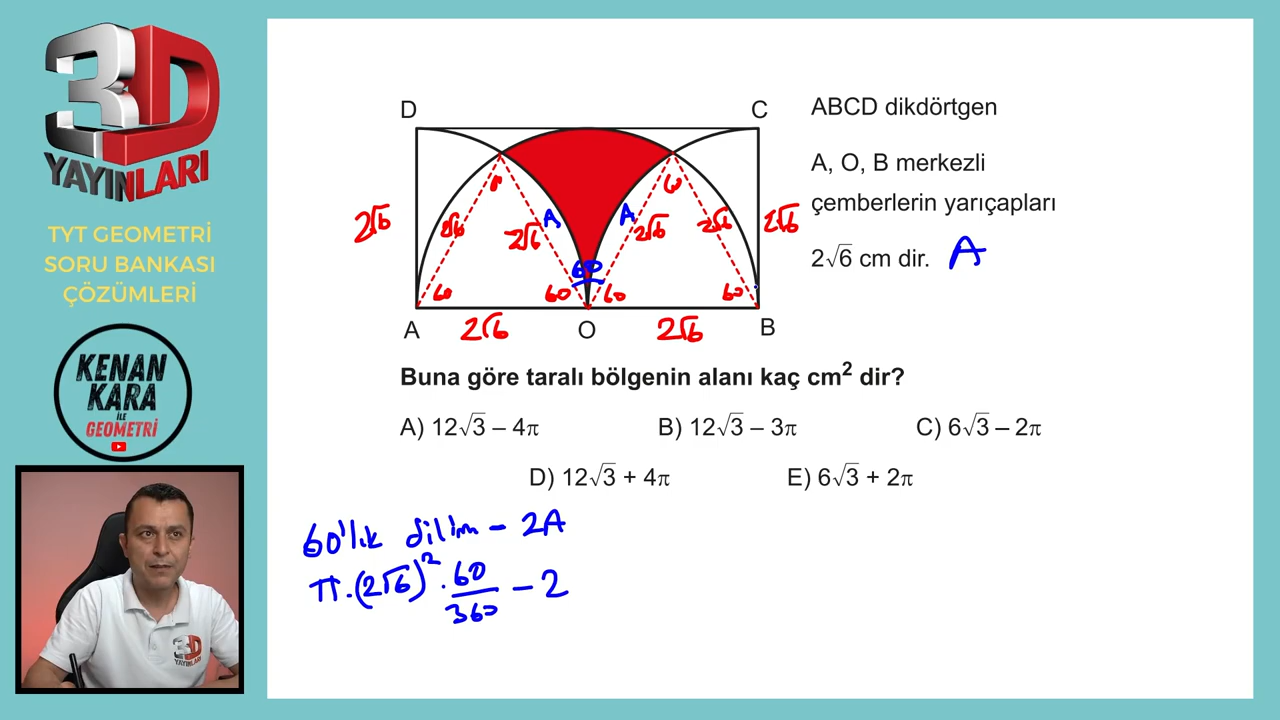 3D
YAYINLARI
TYT GEOMETRİ
SORU BANKASI
ÇÖZÜMLERİ
KENAN
KARA
İLE
GEOMETRİ
3D
YAYINLARI
D
C
2√6
2√6
A
2√6
A
2√6
2√6
2√6
60
60
60
60
60
A
2√6
O
2√6
B
ABCD dikdörtgen
A, O, B merkezli
çemberlerin yarıçapları
2√6 cm dir. A
Buna göre taralı bölgenin alanı kaç cm² dir?
A) 12√3 – 4π B) 12√3 – 3π C) 6√3 – 2π
D) 12√3 + 4π E) 6√3 + 2π
60'lık dilim – 2A
π.(2√6)².60/360 – 2